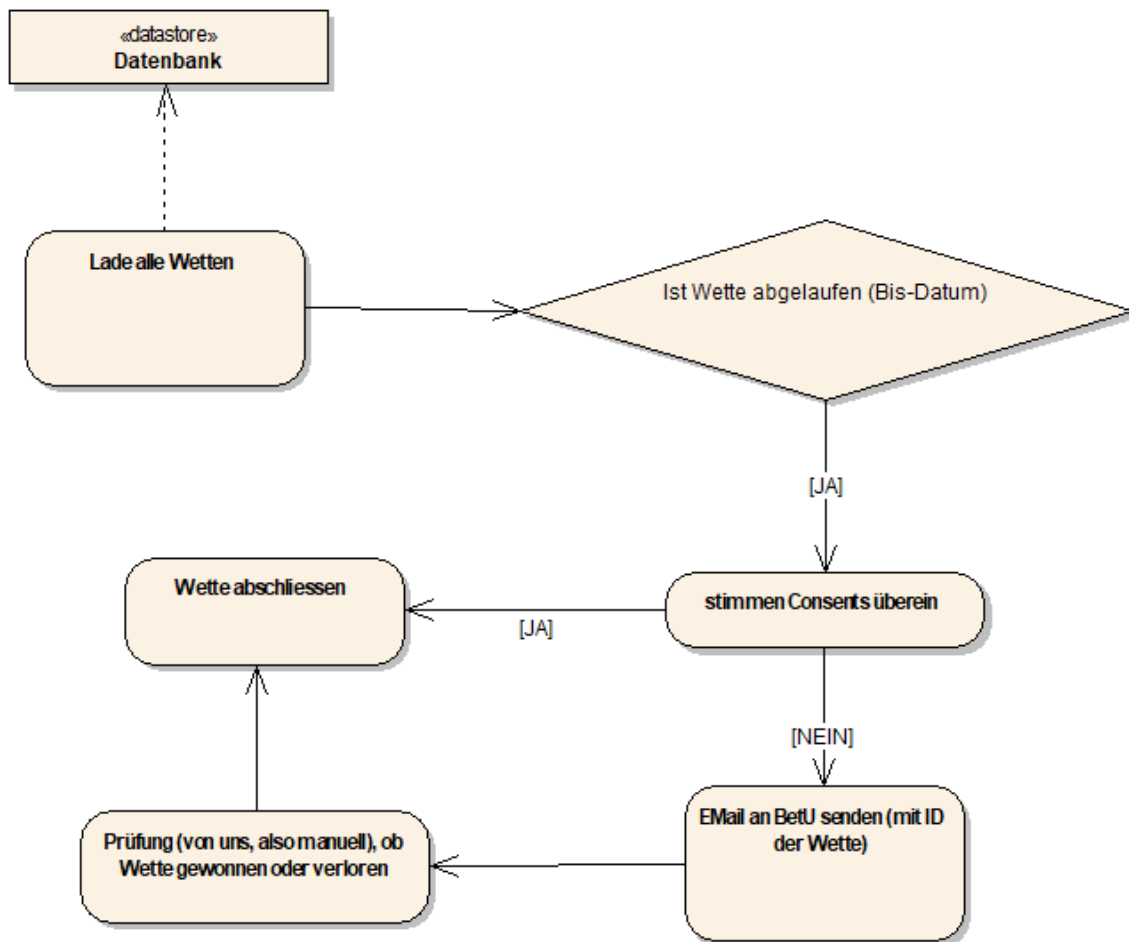 «datastore»
Datenbank
Lade alle Wetten
Ist Wette abgelaufen (Bis-Datum)
[JA]
stimmen Consents überein
Wette abschliessen
[JA]
[NEIN]
EMail an BetU senden (mit ID
der Wette)
Prüfung (von uns, also manuell), ob
Wette gewonnen oder verloren